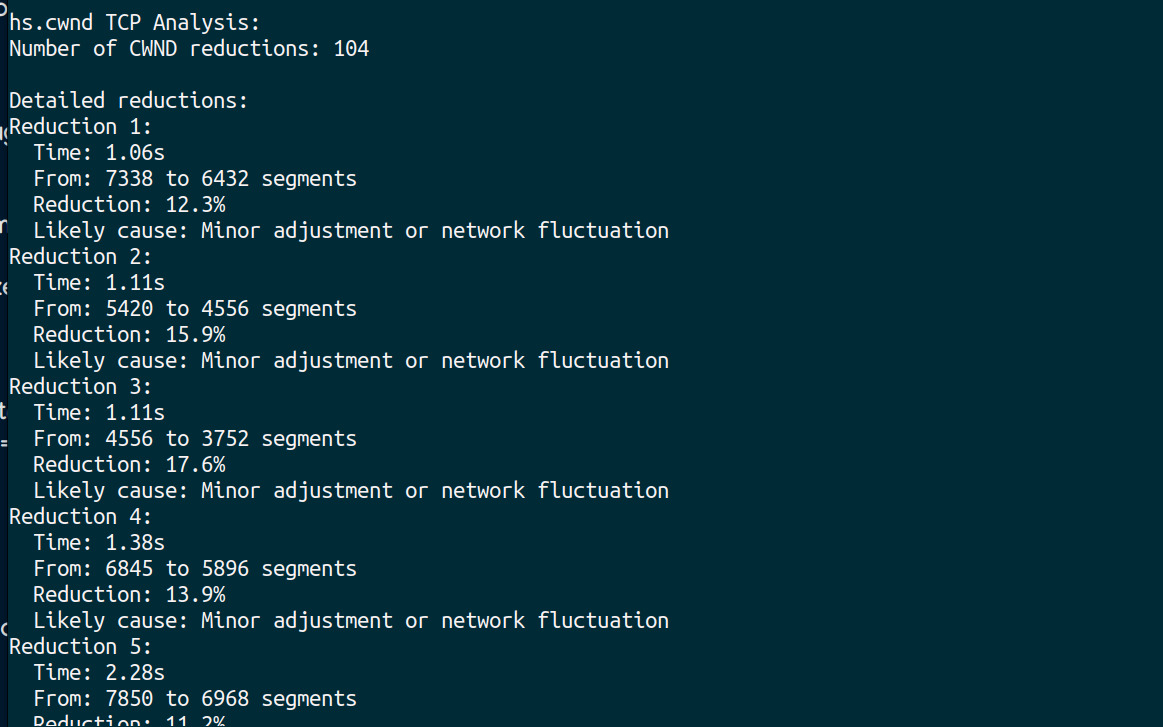 hs.cwnd TCP Analysis:
Number of CWND reductions: 104
Detailed reductions:
Reduction 1:
Time: 1.06s
From: 7338 to 6432 segments
Reduction: 12.3%
Likely cause: Minor adjustment or network fluctuation
Reduction 2:
Time: 1.11s
From: 5420 to 4556 segments
Reduction: 15.9%
Likely cause: Minor adjustment or network fluctuation
Reduction 3:
Time: 1.11s
From: 4556 to 3752 segments
Reduction: 17.6%
Likely cause: Minor adjustment or network fluctuation
Reduction 4:
Time: 1.38s
From: 6845 to 5896 segments
Reduction: 13.9%
Likely cause: Minor adjustment or network fluctuation
Reduction 5:
Time: 2.28s
From: 7850 to 6968 segments
Reduction: 11.2%